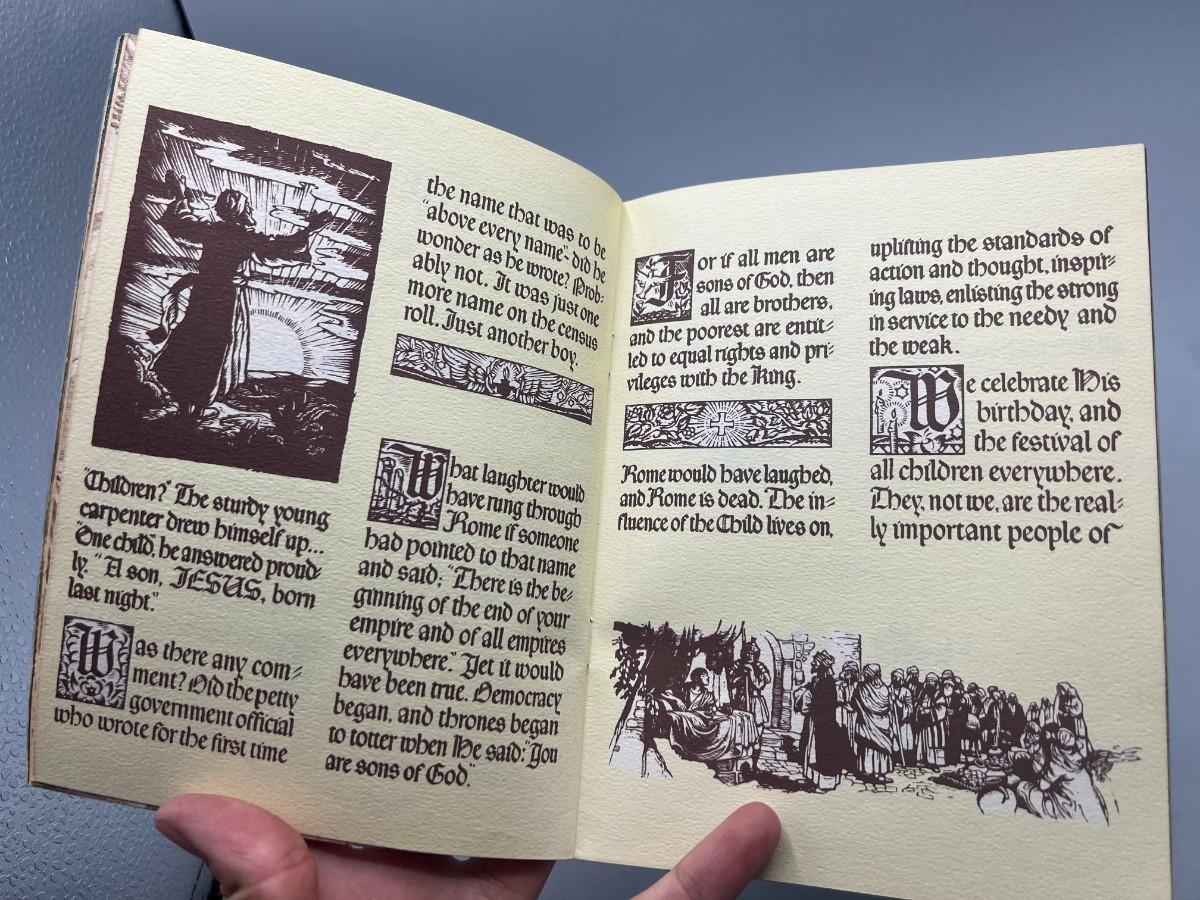 "Children?" The sturdy young
carpenter drew himself up...
"One child, he answered proud-
ly. "A son, JESUS, born
last night."
Was there any com-
ment? Did the petty
government official
who wrote for the first time
the name that was to be
"above every name"- did he
wonder as he wrote? Prob-
ably not. It was just one
more name on the census
roll. Just another boy.
What laughter would
have rung through
Rome if someone
had pointed to that name
and said; "There is the be-
ginning of the end of your
empire and of all empires
everywhere." Yet it would
have been true. Democracy
began, and thrones began
to totter when He said: "You
are sons of God."
For if all men are
sons of God, then
all are brothers,
and the poorest are entit-
led to equal rights and pri-
vileges with the King.
Rome would have laughed,
and Rome is dead. The in-
fluence of the Child lives on,
uplifting the standards of
action and thought, inspir-
ing laws, enlisting the strong
in service to the needy and
the weak.
We celebrate His
birthday, and
the festival of
all children everywhere.
They, not we, are the real-
ly important people of